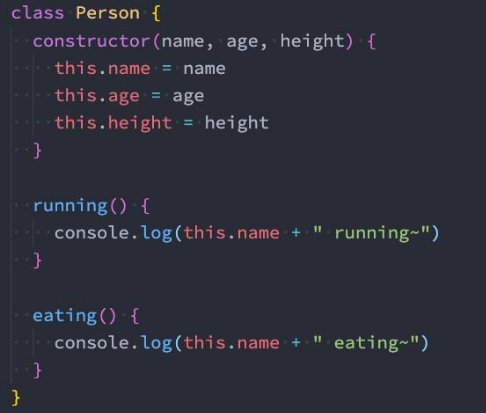 class Person {
  constructor(name, age, height) {
    this.name = name
    this.age = age
    this.height = height
  }

  running() {
    console.log(this.name + " running~")
  }

  eating() {
    console.log(this.name + " eating~")
  }
}